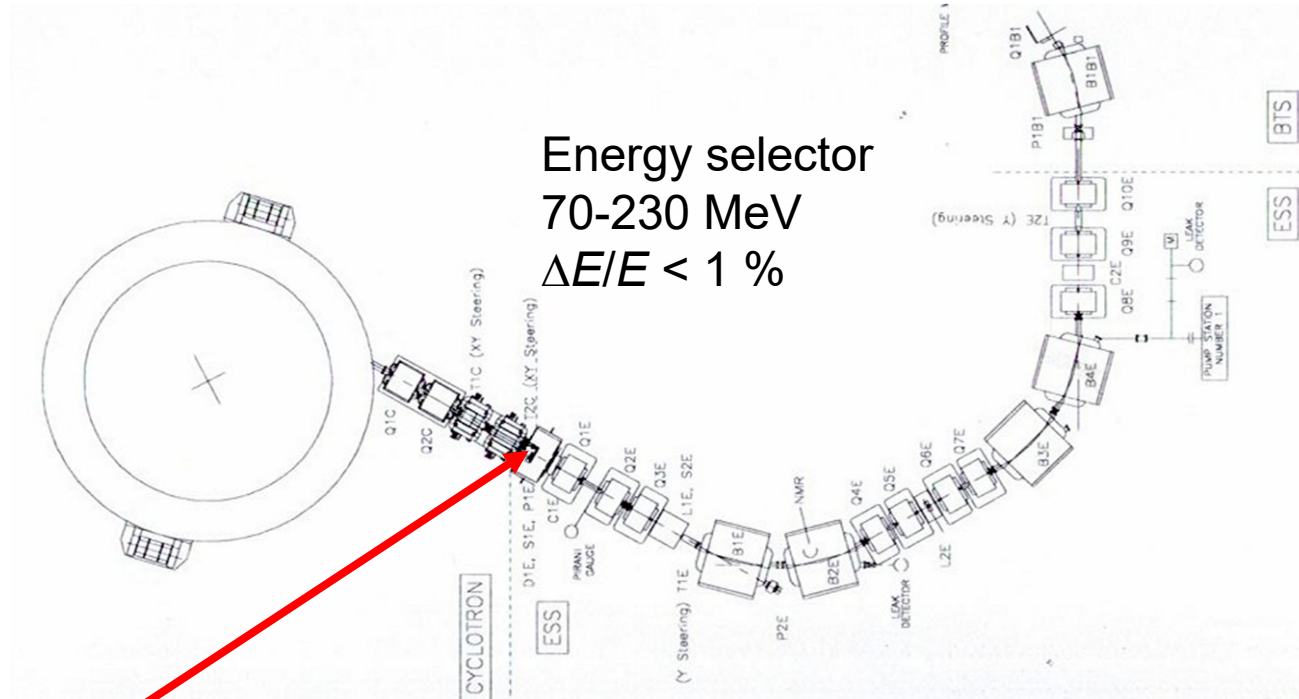 Energy selector
70-230 MeV
ΔE/E < 1 %
PROFILE
Q1B1
B1B1
P1B1
BTS
ESS
Q10E
T2E (Y Steering)
Q9E
C2E
Q8E
M
LEAK
DETECTOR
PUMP STATION
NUMBER 1
B4E
B3E
Q7E
Q6E
Q5E
Q4E
L2E
NMR
B2E
LEAK
DETECTOR
B1E
P2E
(Y Steering) T1E
L1E, S2E
Q3E
Q2E
Q1E
PIRANI
GAUGE
C1E
D1E, S1E, P1E
T2C (XY Steering)
T1C (XY Steering)
Q2C
Q1C
CYCLOTRON
ESS